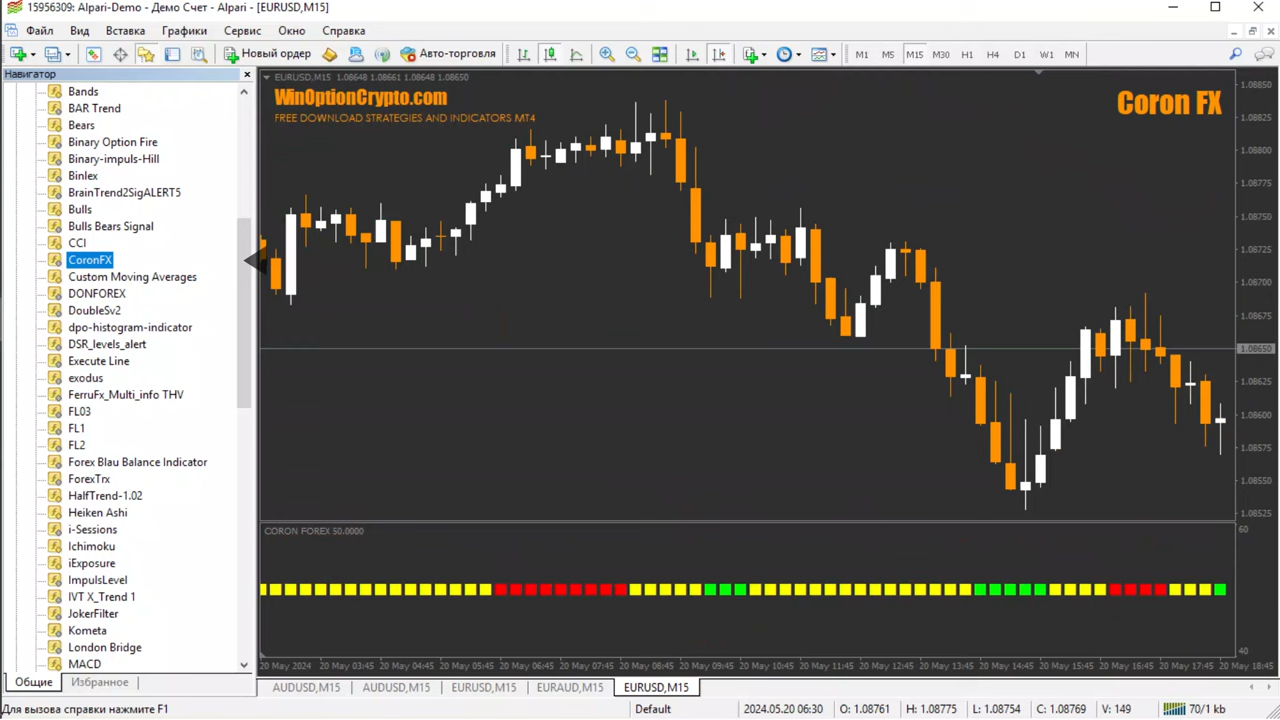 15956309: Alpari-Demo - Демо Счет - Alpari - [EURUSD,M15]
Файл Вид Вставка Графики Сервис Окно Справка
Новый ордер Авто-торговля M1 M5 M15 M30 H1 H4 D1 W1 MN
Навигатор
Bands
BAR Trend
Bears
Binary Option Fire
Binary-impuls-Hill
Binlex
BrainTrend2SigALERT5
Bulls
Bulls Bears Signal
CCI
CoronFX
Custom Moving Averages
DONFOREX
DoubleSv2
dpo-histogram-indicator
DSR_levels_alert
Execute Line
exodus
FerruFx_Multi_info THV
FL03
FL1
FL2
Forex Blau Balance Indicator
ForexTrx
HalfTrend-1.02
Heiken Ashi
i-Sessions
Ichimoku
iExposure
ImpulsLevel
IVT X_Trend 1
JokerFilter
Kometa
London Bridge
MACD
Общие Избранное
EURUSD,M15 1.08648 1.08661 1.08648 1.08650
WinOptionCrypto.com
FREE DOWNLOAD STRATEGIES AND INDICATORS MT4
Coron FX
1.08850
1.08825
1.08800
1.08775
1.08750
1.08725
1.08700
1.08675
1.08650
1.08625
1.08600
1.08575
1.08550
1.08525
CORON FOREX 50.0000
60
40
20 May 2024 20 May 03:45 20 May 04:45 20 May 05:45 20 May 06:45 20 May 07:45 20 May 08:45 20 May 09:45 20 May 10:45 20 May 11:45 20 May 12:45 20 May 13:45 20 May 14:45 20 May 15:45 20 May 16:45 20 May 17:45 20 May 18:45
AUDUSD,M15 AUDUSD,M15 EURUSD,M15 EURAUD,M15 EURUSD,M15
Для вызова справки нажмите F1 Default 2024.05.20 06:30 O: 1.08761 H: 1.08775 L: 1.08754 C: 1.08769 V: 149 70/1 kb